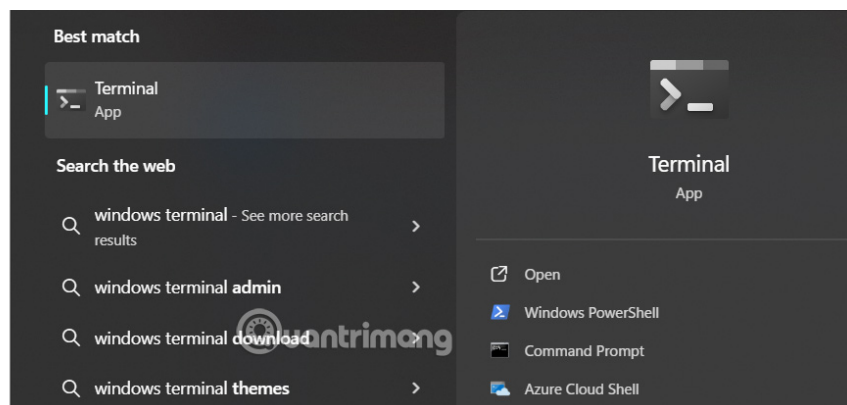 Best match
Terminal
App
Search the web
windows terminal - See more search
results
windows terminal admin
windows terminal download
windows terminal themes
Quantrimang
Terminal
App
Open
Windows PowerShell
Command Prompt
Azure Cloud Shell